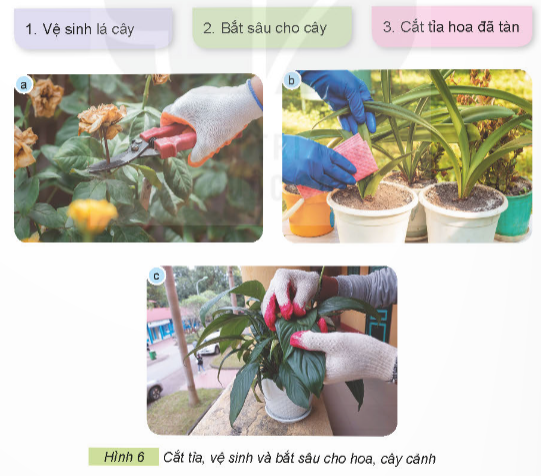 1. Vệ sinh lá cây
2. Bắt sâu cho cây
3. Cắt tỉa hoa đã tàn
a
b
c
Hình 6 Cắt tỉa, vệ sinh và bắt sâu cho hoa, cây cảnh